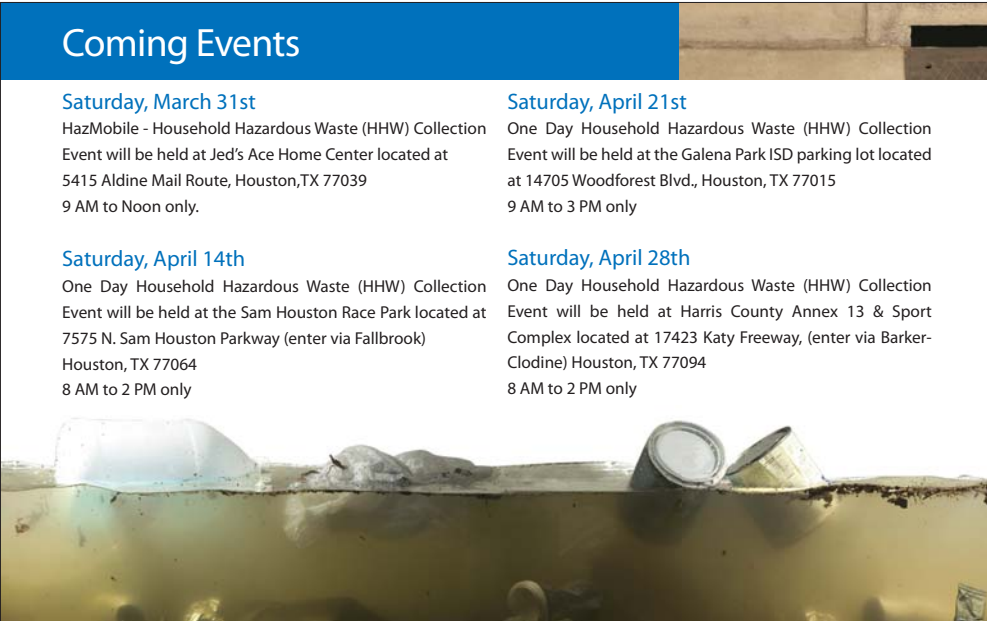 Coming Events
Saturday, March 31st
HazMobile - Household Hazardous Waste (HHW) Collection
Event will be held at Jed's Ace Home Center located at
5415 Aldine Mail Route, Houston,TX 77039
9 AM to Noon only.
Saturday, April 14th
One Day Household Hazardous Waste (HHW) Collection
Event will be held at the Sam Houston Race Park located at
7575 N. Sam Houston Parkway (enter via Fallbrook)
Houston, TX 77064
8 AM to 2 PM only
Saturday, April 21st
One Day Household Hazardous Waste (HHW) Collection
Event will be held at the Galena Park ISD parking lot located
at 14705 Woodforest Blvd., Houston, TX 77015
9 AM to 3 PM only
Saturday, April 28th
One Day Household Hazardous Waste (HHW) Collection
Event will be held at Harris County Annex 13 & Sport
Complex located at 17423 Katy Freeway, (enter via Barker-
Clodine) Houston, TX 77094
8 AM to 2 PM only